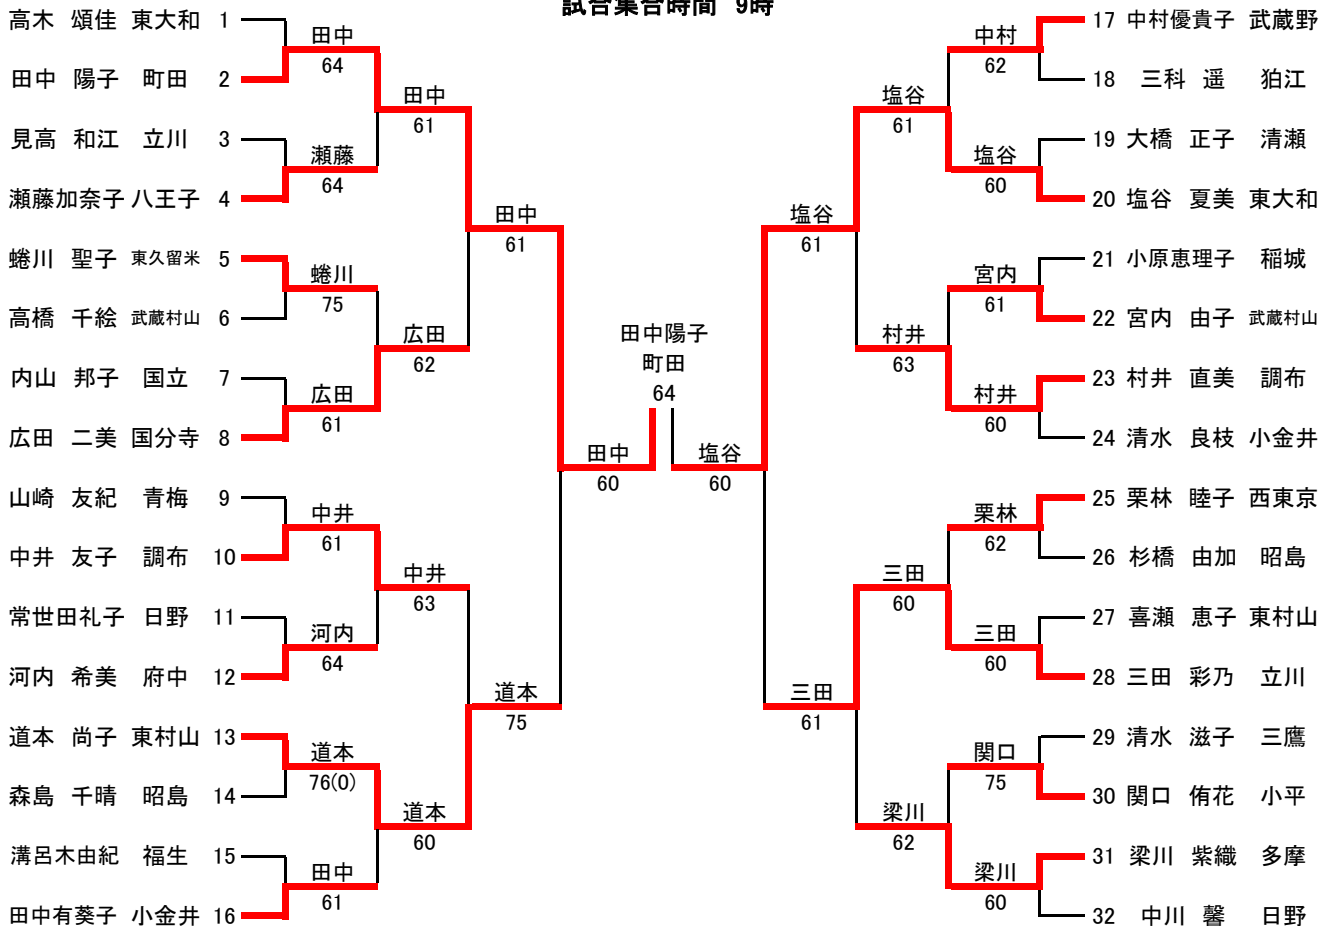 試合集合時間 9時
高木 頌佳 東大和 1
田中 陽子 町田 2
見高 和江 立川 3
瀬藤加奈子 八王子 4
蜷川 聖子 東久留米 5
高橋 千絵 武蔵村山 6
内山 邦子 国立 7
広田 二美 国分寺 8
山崎 友紀 青梅 9
中井 友子 調布 10
常世田礼子 日野 11
河内 希美 府中 12
道本 尚子 東村山 13
森島 千晴 昭島 14
溝呂木由紀 福生 15
田中有葵子 小金井 16
田中
64
瀬藤
64
蜷川
75
広田
61
中井
61
河内
64
道本
76(0)
田中
61
田中
61
広田
62
中井
63
道本
60
田中
61
道本
75
田中
60
田中陽子
町田
64
塩谷
60
塩谷
61
三田
61
塩谷
61
村井
63
三田
60
梁川
62
中村
62
塩谷
60
宮内
61
村井
60
栗林
62
三田
60
関口
75
梁川
60
17 中村優貴子 武蔵野
18 三科 遥 狛江
19 大橋 正子 清瀬
20 塩谷 夏美 東大和
21 小原恵理子 稲城
22 宮内 由子 武蔵村山
23 村井 直美 調布
24 清水 良枝 小金井
25 栗林 睦子 西東京
26 杉橋 由加 昭島
27 喜瀬 恵子 東村山
28 三田 彩乃 立川
29 清水 滋子 三鷹
30 関口 侑花 小平
31 梁川 紫織 多摩
32 中川 馨 日野